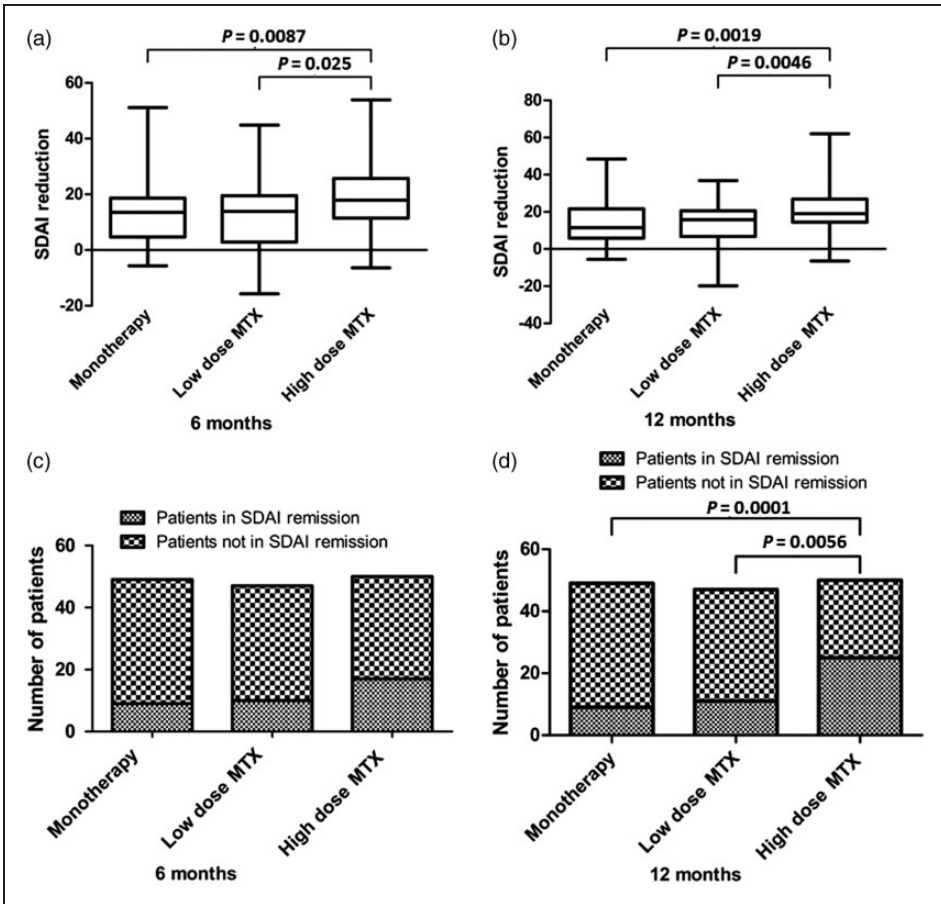 (a)
P = 0.0087
P = 0.025
60
40
20
0
-20
SDAI reduction
Monotherapy
Low dose MTX
High dose MTX
6 months
(b)
P = 0.0019
P = 0.0046
80
60
40
20
0
-20
-40
SDAI reduction
Monotherapy
Low dose MTX
High dose MTX
12 months
(c)
Patients in SDAI remission
Patients not in SDAI remission
60
40
20
0
Number of patients
Monotherapy
Low dose MTX
High dose MTX
6 months
(d)
Patients in SDAI remission
Patients not in SDAI remission
P = 0.0001
P = 0.0056
60
40
20
0
Number of patients
Monotherapy
Low dose MTX
High dose MTX
12 months